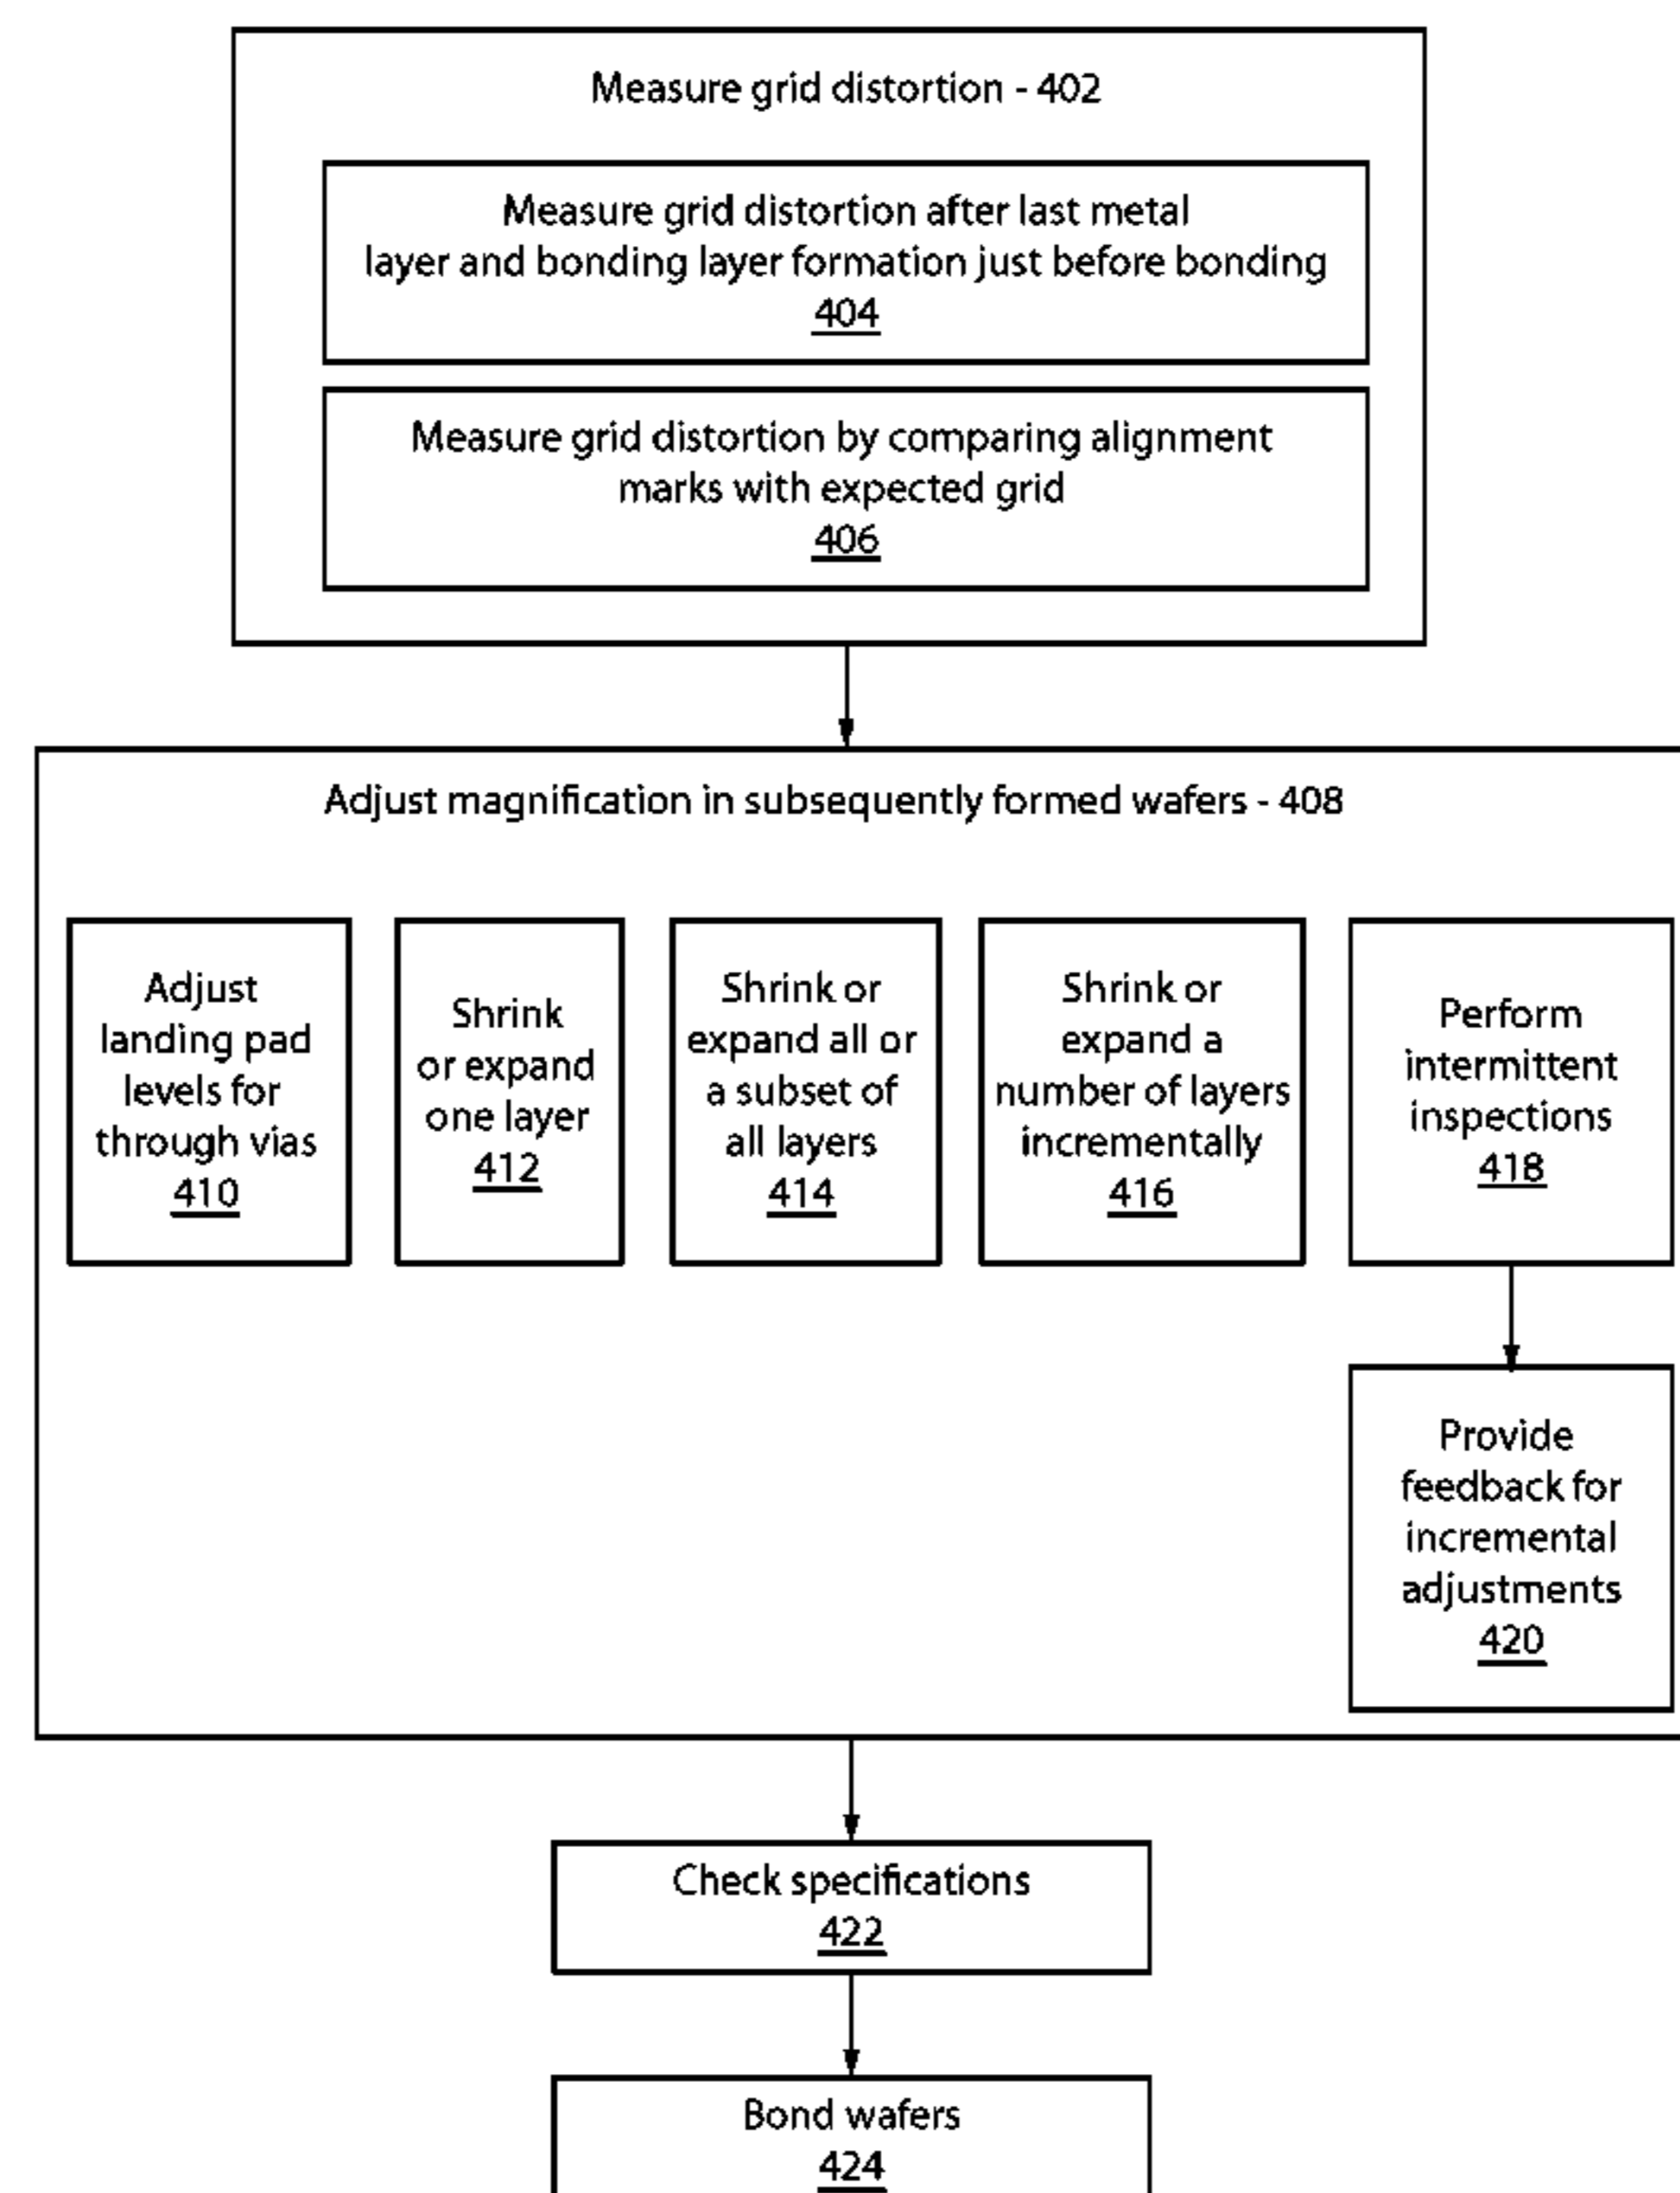 Measure grid distortion - 402
Measure grid distortion after last metal
layer and bonding layer formation just before bonding
404
Measure grid distortion by comparing alignment
marks with expected grid
406
Adjust magnification in subsequently formed wafers - 408
Adjust
landing pad
levels for
through vias
410
Shrink
or expand
one layer
412
Shrink or
expand all or
a subset of
all layers
414
Shrink or
expand a
number of layers
incrementally
416
Perform
intermittent
inspections
418
Provide
feedback for
incremental
adjustments
420
Check specifications
422
Bond wafers
424